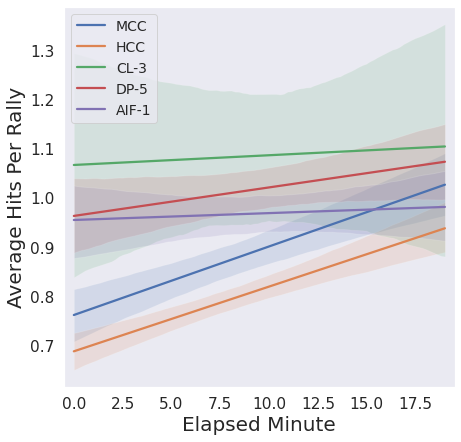 MCC
HCC
CL-3
DP-5
AIF-1
1.3
1.2
1.1
1.0
0.9
0.8
0.7
Average Hits Per Rally
0.0 2.5 5.0 7.5 10.0 12.5 15.0 17.5
Elapsed Minute